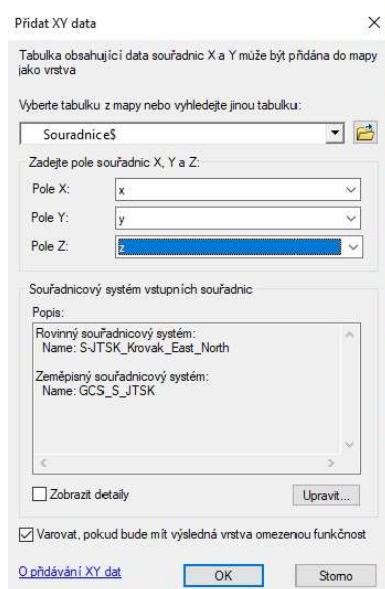 Přidat XY data
Tabulka obsahující data souřadnic X a Y může být přidána do mapy
jako vrstva
Vyberte tabulku z mapy nebo vyhledejte jinou tabulku:
Souradnice$
Zadejte pole souřadnic X, Y a Z:
Pole X: x
Pole Y: y
Pole Z: z
Souřadnicový systém vstupních souřadnic
Popis:
Rovinný souřadnicový systém:
Name: S-JTSK_Krovak_East_North
Zeměpisný souřadnicový systém:
Name: GCS_S_JTSK
Zobrazit detaily Upravit...
Varovat, pokud bude mít výsledná vrstva omezenou funkčnost
O přidávání XY dat OK Storno